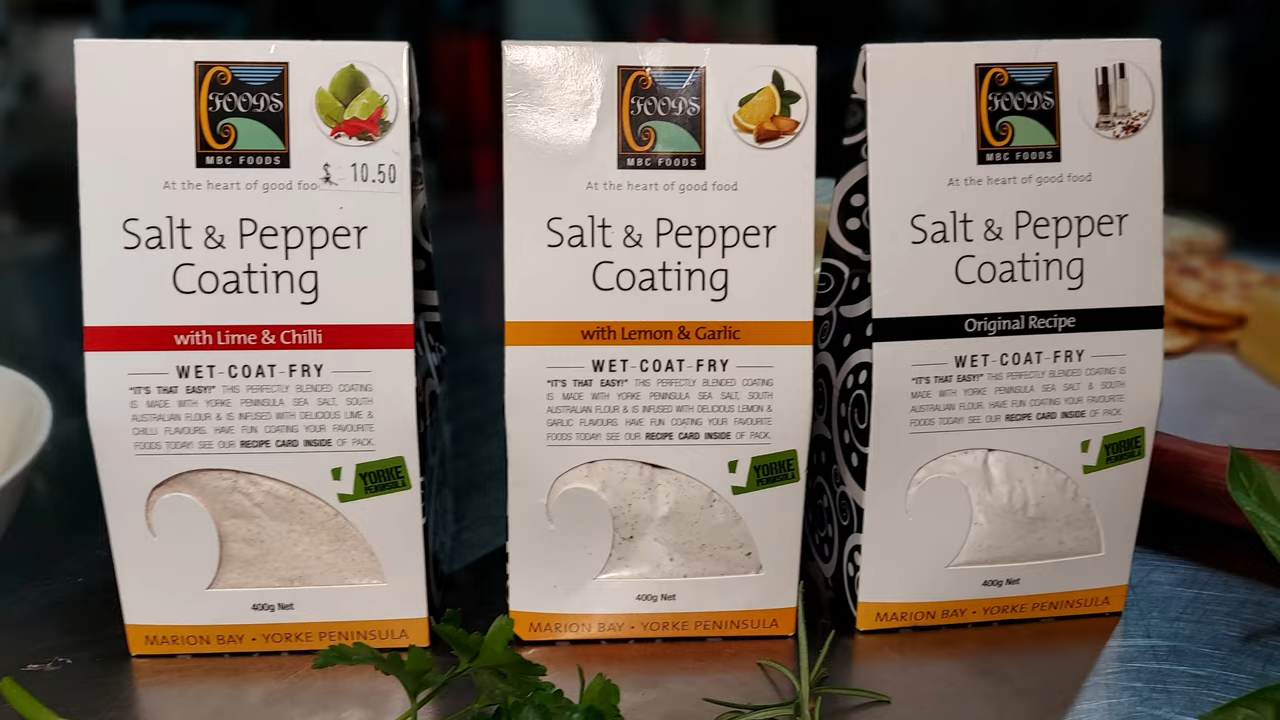 FOODS
MBC FOODS
$ 10.50
At the heart of good foo
Salt & Pepper
Coating
with Lime & Chilli
WET-COAT-FRY
"IT'S THAT EASY!" THIS PERFECTLY BLENDED COATING
IS MADE WITH YORKE PENINSULA SEA SALT, SOUTH
AUSTRALIAN FLOUR & IS INFUSED WITH DELICIOUS LIME &
CHILLI FLAVOURS. HAVE FUN COATING YOUR FAVOURITE
FOODS TODAY! SEE OUR RECIPE CARD INSIDE OF PACK.
YORKE
PENINSULA
400g Net
MARION BAY • YORKE PENINSULA
FOODS
MBC FOODS
At the heart of good food
Salt & Pepper
Coating
with Lemon & Garlic
WET-COAT-FRY
"IT'S THAT EASY!" THIS PERFECTLY BLENDED COATING
IS MADE WITH YORKE PENINSULA SEA SALT, SOUTH
AUSTRALIAN FLOUR & IS INFUSED WITH DELICIOUS LEMON &
GARLIC FLAVOURS. HAVE FUN COATING YOUR FAVOURITE
FOODS TODAY! SEE OUR RECIPE CARD INSIDE OF PACK.
YORKE
PENINSULA
400g Net
MARION BAY • YORKE PENINSULA
FOODS
MBC FOODS
At the heart of good food
Salt & Pepper
Coating
Original Recipe
WET-COAT-FRY
"IT'S THAT EASY!" THIS PERFECTLY BLENDED COATING IS
MADE WITH YORKE PENINSULA SEA SALT & SOUTH
AUSTRALIAN FLOUR. HAVE FUN COATING YOUR FAVOURITE
FOODS TODAY! SEE OUR RECIPE CARD INSIDE OF PACK.
YORKE
PENINSULA
400g Net
MARION BAY • YORKE PENINSULA